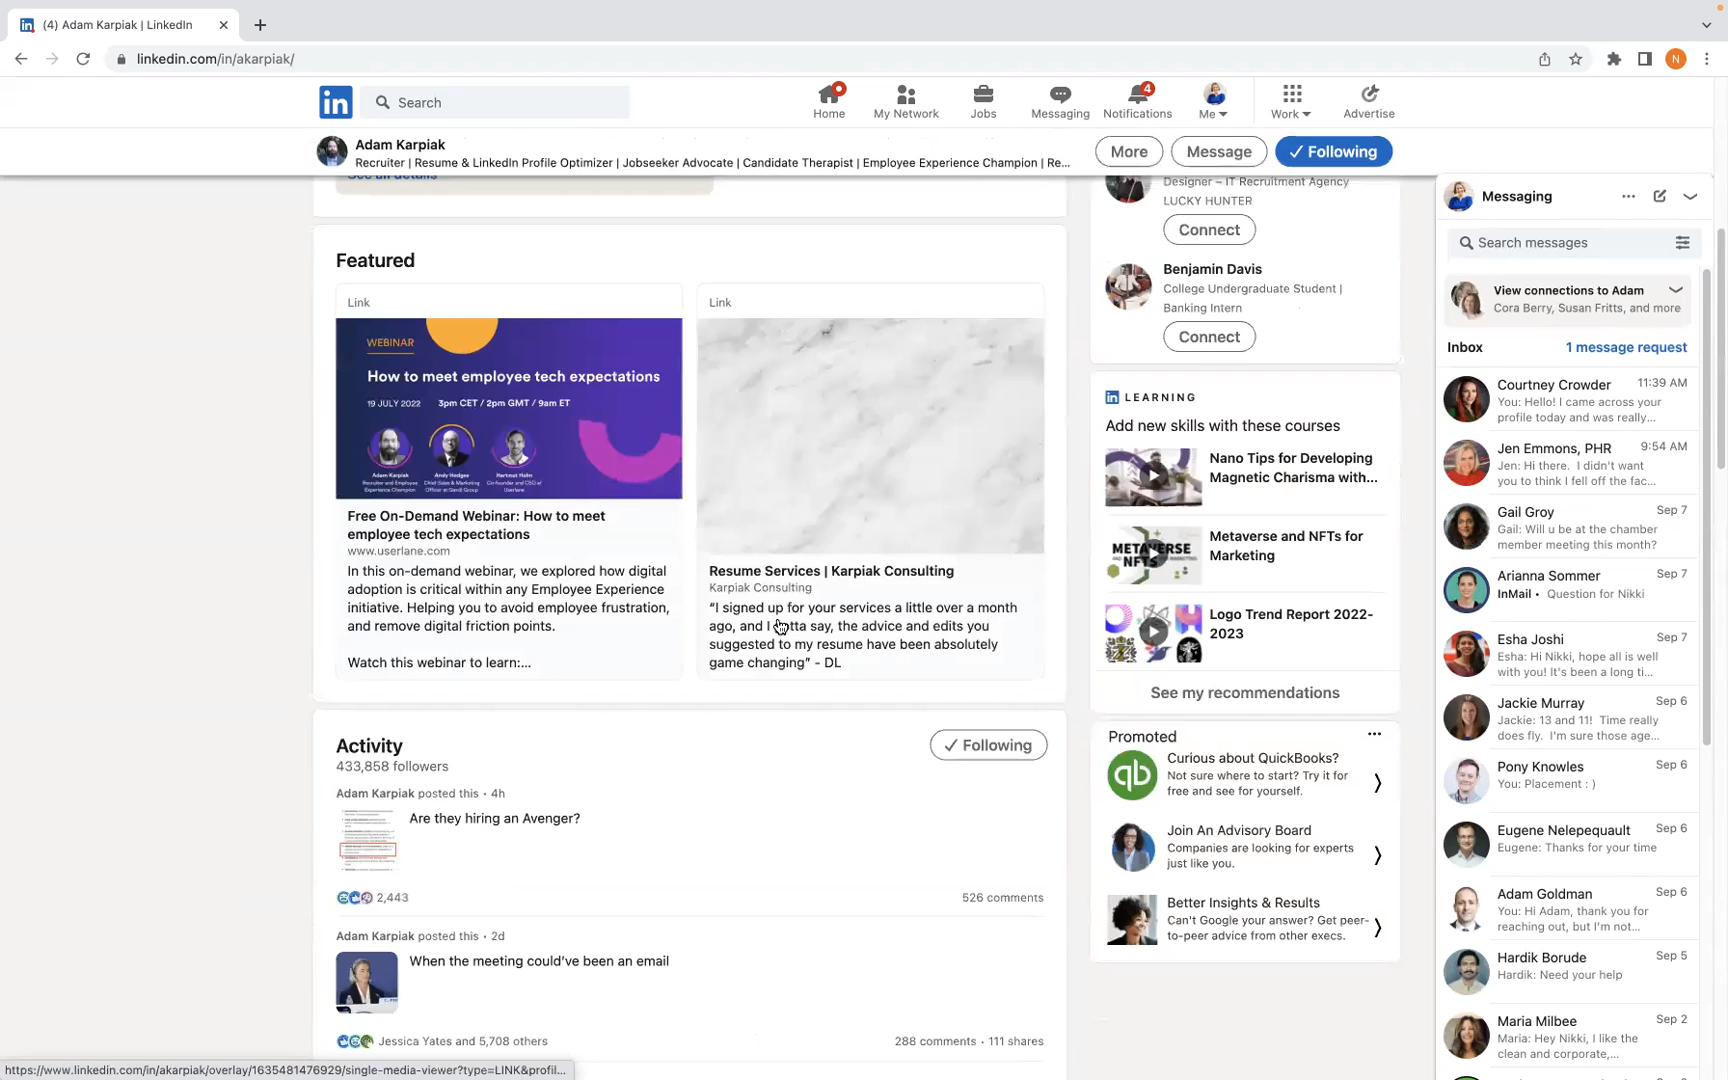 (4) Adam Karpiak | LinkedIn
linkedin.com/in/akarpiak/
N
in
Search
Home
My Network
Jobs
Messaging
4
Notifications
Me
Work
Advertise
Adam Karpiak
Recruiter | Resume & LinkedIn Profile Optimizer | Jobseeker Advocate | Candidate Therapist | Employee Experience Champion | Re...
More
Message
✓ Following
See all details
Featured
Link
WEBINAR
How to meet employee tech expectations
19 JULY 2022 3pm CET / 2pm GMT / 9am ET
Adam Karpiak
Recruiter and Employee
Experience Champion
Free On-Demand Webinar: How to meet
employee tech expectations
www.userlane.com
In this on-demand webinar, we explored how digital
adoption is critical within any Employee Experience
initiative. Helping you to avoid employee frustration,
and remove digital friction points.
Watch this webinar to learn:...
Link
Resume Services | Karpiak Consulting
Karpiak Consulting
“I signed up for your services a little over a month
ago, and I gotta say, the advice and edits you
suggested to my resume have been absolutely
game changing” - DL
Activity
433,858 followers
✓ Following
Adam Karpiak posted this • 4h
Are they hiring an Avenger?
2,443
526 comments
Adam Karpiak posted this • 2d
When the meeting could’ve been an email
Jessica Yates and 5,708 others
288 comments • 111 shares
Designer – IT Recruitment Agency
LUCKY HUNTER
Connect
Benjamin Davis
College Undergraduate Student |
Banking Intern
Connect
in LEARNING
Add new skills with these courses
Nano Tips for Developing
Magnetic Charisma with...
METAVERSE
AND NFTS
Metaverse and NFTs for
Marketing
Logo Trend Report 2022-
2023
See my recommendations
Promoted
qb
Curious about QuickBooks?
Not sure where to start? Try it for
free and see for yourself.
Join An Advisory Board
Companies are looking for experts
just like you.
Better Insights & Results
Can't Google your answer? Get peer-
to-peer advice from other execs.
Messaging
Search messages
View connections to Adam
Cora Berry, Susan Fritts, and more
Inbox
1 message request
Courtney Crowder 11:39 AM
You: Hello! I came across your
profile today and was really...
Jen Emmons, PHR 9:54 AM
Jen: Hi there. I didn't want
you to think I fell off the fac...
Gail Groy Sep 7
Gail: Will u be at the chamber
member meeting this month?
Arianna Sommer Sep 7
InMail • Question for Nikki
Esha Joshi Sep 7
Esha: Hi Nikki, hope all is well
with you! It's been a long ti...
Jackie Murray Sep 6
Jackie: 13 and 11! Time really
does fly. I'm sure those age...
Pony Knowles Sep 6
You: Placement : )
Eugene Nelepequault Sep 6
Eugene: Thanks for your time
Adam Goldman Sep 6
You: Hi Adam, thank you for
reaching out, but I'm not...
Hardik Borude Sep 5
Hardik: Need your help
Maria Milbee Sep 2
Maria: Hey Nikki, I like the
clean and corporate,...
https://www.linkedin.com/in/akarpiak/overlay/1635481476929/single-media-viewer?type=LINK&profil...